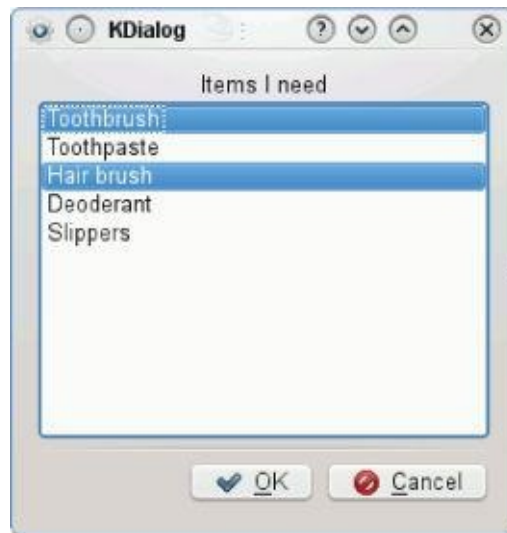 KDialog
Items I need
Toothbrush
Toothpaste
Hair brush
Deoderant
Slippers
OK
Cancel